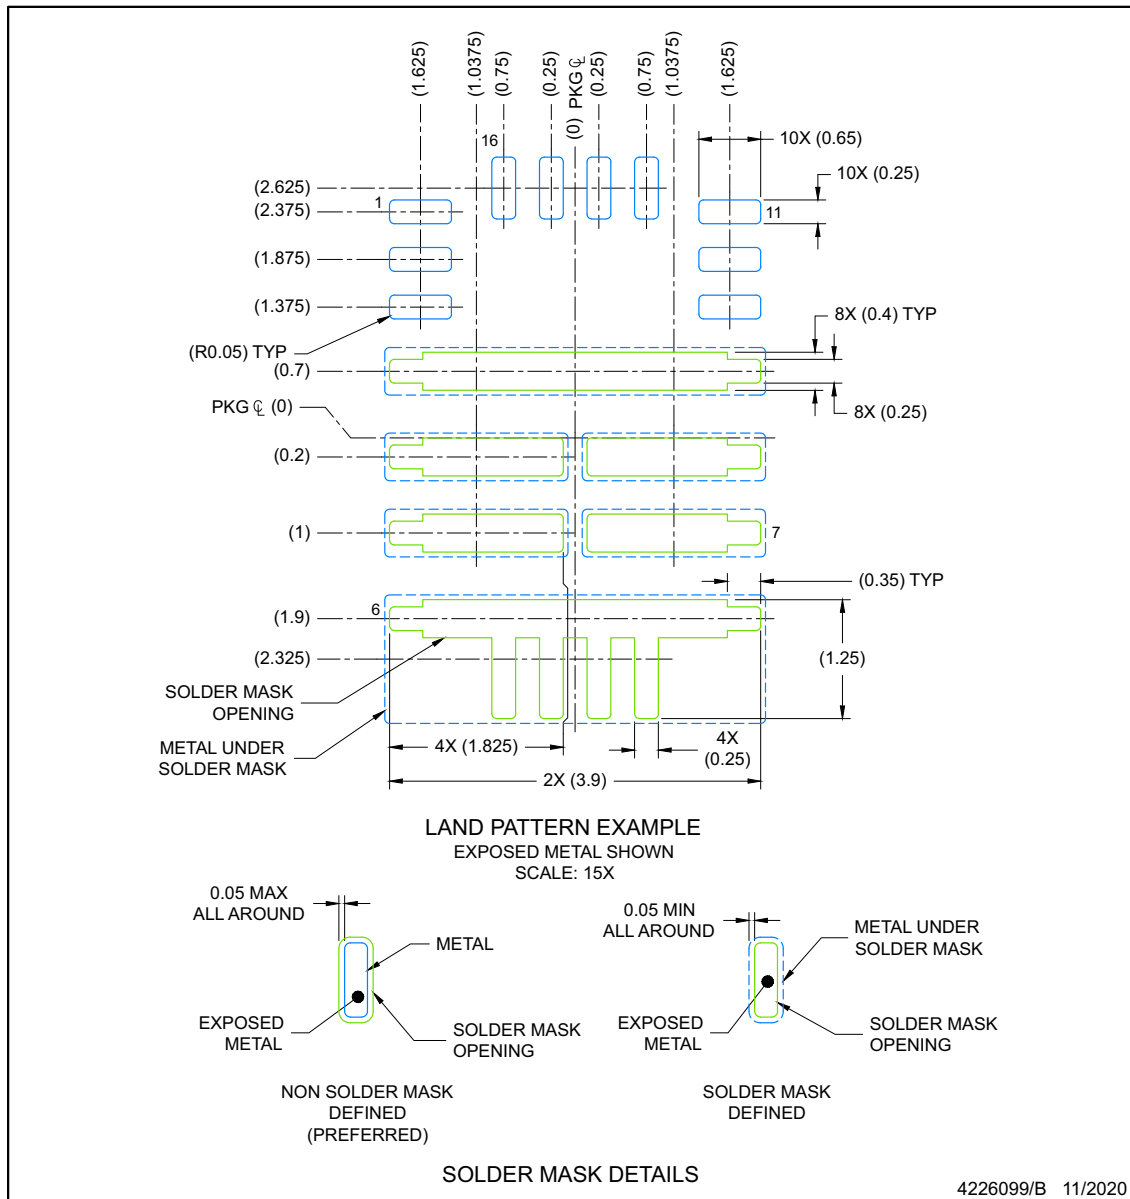 (1.625)
(1.0375)
(0.75)
(0.25)
(0) PKG ℄
(0.25)
(0.75)
(1.0375)
(1.625)
16
10X (0.65)
10X (0.25)
(2.625)
(2.375)
1
11
(1.875)
(1.375)
8X (0.4) TYP
(R0.05) TYP
(0.7)
8X (0.25)
PKG ℄ (0)
(0.2)
(1)
7
(0.35) TYP
(1.9)
6
(2.325)
(1.25)
SOLDER MASK
OPENING
METAL UNDER
SOLDER MASK
4X (1.825)
4X
(0.25)
2X (3.9)
LAND PATTERN EXAMPLE
EXPOSED METAL SHOWN
SCALE: 15X
0.05 MAX
ALL AROUND
METAL
EXPOSED
METAL
SOLDER MASK
OPENING
NON SOLDER MASK
DEFINED
(PREFERRED)
0.05 MIN
ALL AROUND
METAL UNDER
SOLDER MASK
EXPOSED
METAL
SOLDER MASK
OPENING
SOLDER MASK
DEFINED
SOLDER MASK DETAILS
4226099/B 11/2020